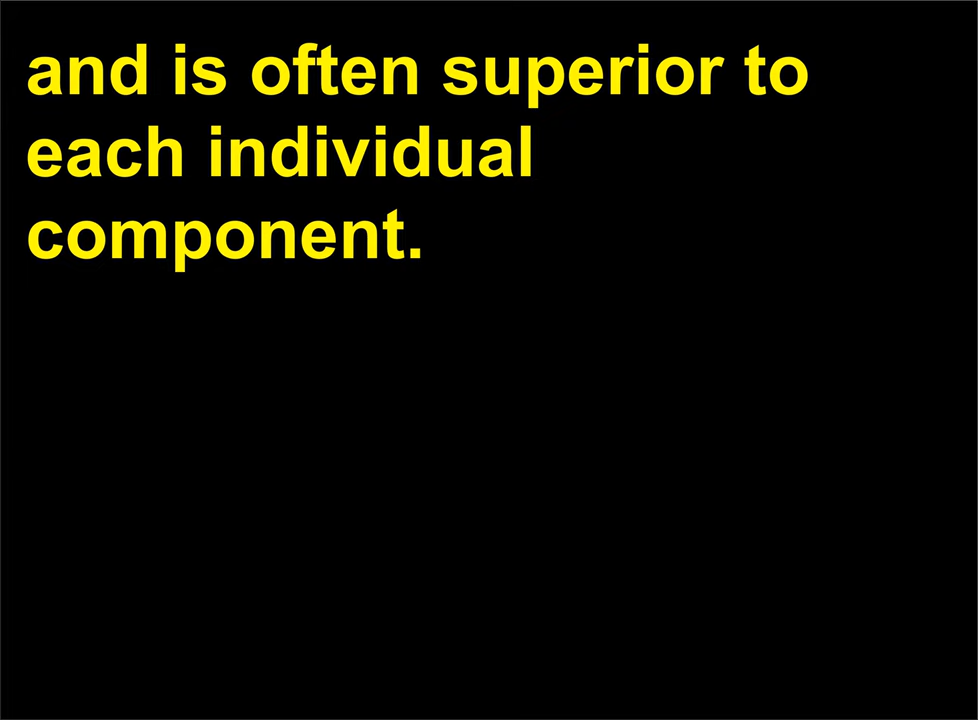 and is often superior to
each individual
component.